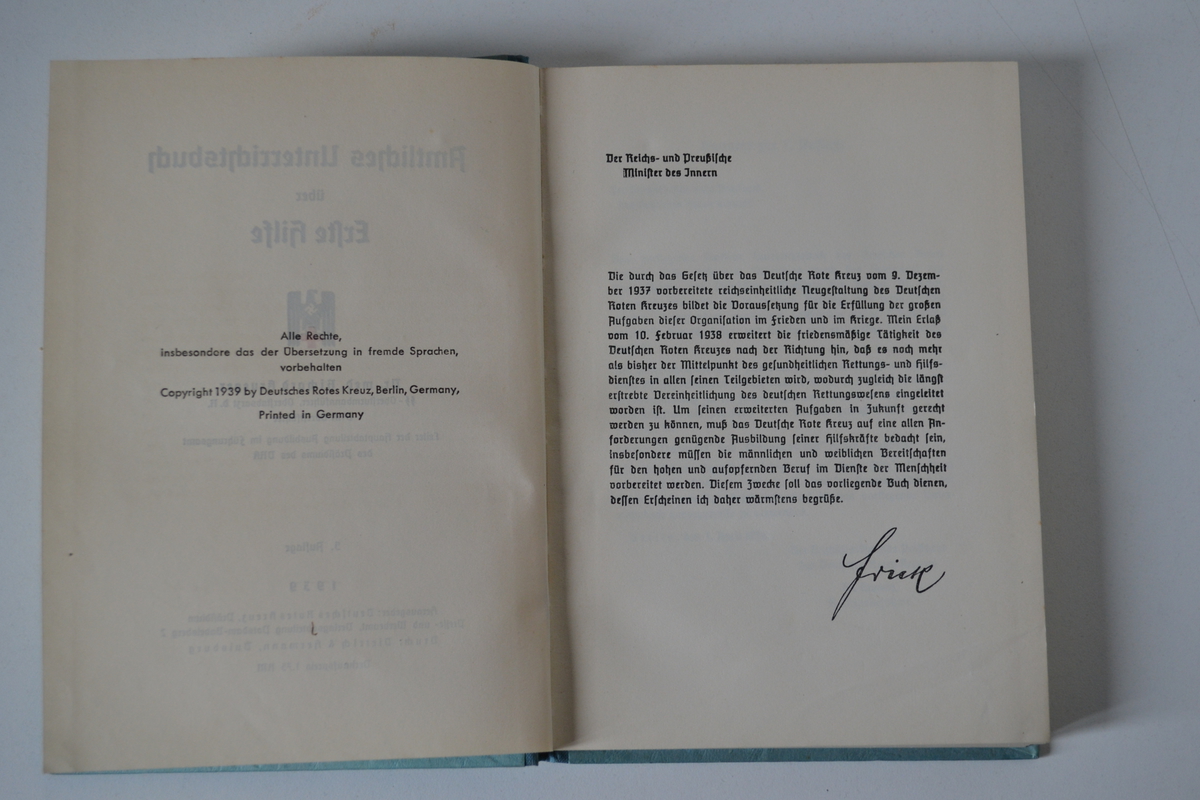 Amtliches Unterrichtsbuch
über
Erste Hilfe
Alle Rechte,
insbesondore das der Übersetzung in fremde Sprachen,
vorbehalten
Copyright 1939 by Deutsches Rotes Kreuz, Berlin, Germany,
Printed in Germany
5. Auflage
1939
Der Reichs- und Preußische
Minister des Innern
Die durch das Gesetz über das Deutsche Rote Kreuz vom 9. Dezem-
ber 1937 vorbereitete reichseinheitliche Neugestaltung des Deutschen
Roten Kreuzes bildet die Voraussetzung für die Erfüllung der großen
Aufgaben dieser Organisation im Frieden und im Kriege. Mein Erlaß
vom 10. Februar 1938 erweitert die friedensmäßige Tätigkeit des
Deutschen Roten Kreuzes nach der Richtung hin, daß es noch mehr
als bisher der Mittelpunkt des gesundheitlichen Rettungs- und Hilfs-
dienstes in allen seinen Teilgebieten wird, wodurch zugleich die längst
erstrebte Vereinheitlichung des deutschen Rettungswesens eingeleitet
worden ist. Um seinen erweiterten Aufgaben in Zukunft gerecht
werden zu können, muß das Deutsche Rote Kreuz auf eine allen An-
forderungen genügende Ausbildung seiner Hilfskräfte bedacht sein,
insbesondere müssen die männlichen und weiblichen Bereitschaften
für den hohen und aufopfernden Beruf im Dienste der Menschheit
vorbereitet werden. Diesem Zwecke soll das vorliegende Buch dienen,
dessen Erscheinen ich daher wärmstens begrüße.
Frick